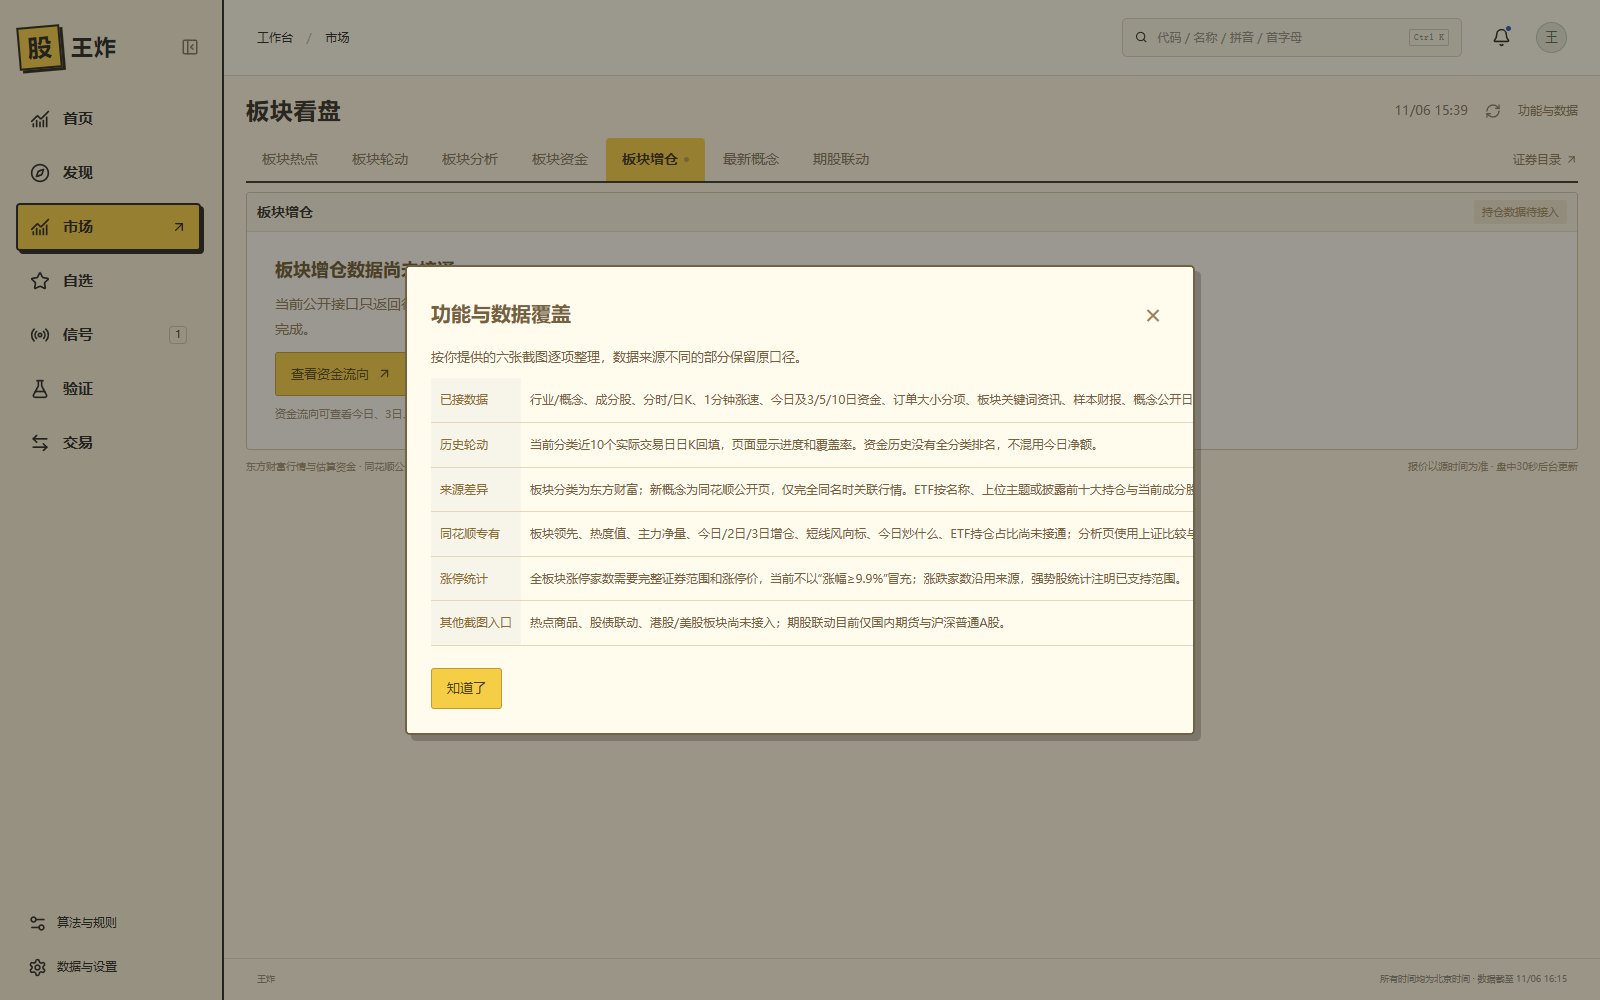 股 王炸
首页
发现
市场
自选
信号 1
验证
交易
算法与规则
数据与设置
工作台 / 市场
代码 / 名称 / 拼音 / 首字母 Ctrl K
王
板块看盘
11/06 15:39 功能与数据
板块热点 板块轮动 板块分析 板块资金 板块增仓 最新概念 期股联动 证券目录
板块增仓 持仓数据待接入
板块增仓数据尚未接通
当前公开接口只返回
完成。
查看资金流向
资金流向可查看今日、3日、
东方财富行情与估算资金 · 同花顺公
报价以源时间为准 · 盘中30秒后台更新
功能与数据覆盖
按你提供的六张截图逐项整理，数据来源不同的部分保留原口径。
已接数据 行业/概念、成分股、分时/日K、1分钟涨速、今日及3/5/10日资金、订单大小分项、板块关键词资讯、样本财报、概念公开日
历史轮动 当前分类近10个实际交易日日K回填，页面显示进度和覆盖率。资金历史没有全分类排名，不混用今日净额。
来源差异 板块分类为东方财富；新概念为同花顺公开页，仅完全同名时关联行情。ETF按名称、上位主题或披露前十大持仓与当前成分股
同花顺专有 板块领先、热度值、主力净量、今日/2日/3日增仓、短线风向标、今日炒什么、ETF持仓占比尚未接通；分析页使用上证比较与
涨停统计 全板块涨停家数需要完整证券范围和涨停价，当前不以“涨幅≥9.9%”冒充；涨跌家数沿用来源，强势股统计注明已支持范围。
其他截图入口 热点商品、股债联动、港股/美股板块尚未接入；期股联动目前仅国内期货与沪深普通A股。
知道了
王炸
所有时间均为北京时间 · 数据截至 11/06 16:15